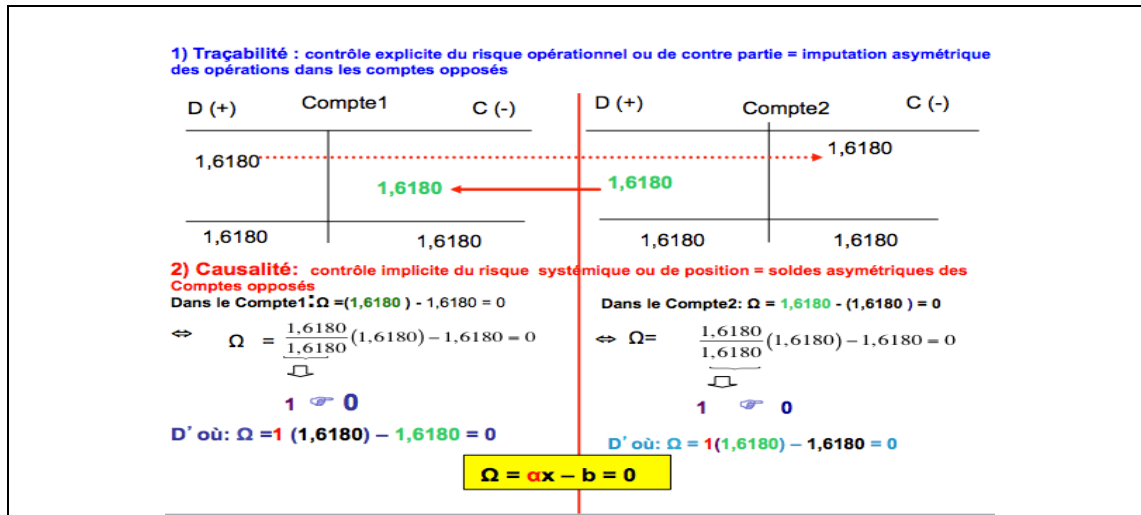 1) Traçabilité : contrôle explicite du risque opérationnel ou de contre partie = imputation asymétrique
des opérations dans les comptes opposés
D (+) Compte1 C (-)
1,6180
1,6180
1,6180 1,6180
D (+) Compte2 C (-)
1,6180
1,6180
1,6180 1,6180
2) Causalité: contrôle implicite du risque systémique ou de position = soldes asymétriques des
Comptes opposés
Dans le Compte1:Ω =(1,6180 ) - 1,6180 = 0
⇔ Ω = 1,6180/1,6180 (1,6180) – 1,6180 = 0
1 ☞ 0
D’où: Ω =1 (1,6180) – 1,6180 = 0
Dans le Compte2: Ω = 1,6180 - (1,6180 ) = 0
⇔ Ω= 1,6180/1,6180 (1,6180) – 1,6180 = 0
1 ☞ 0
D’où: Ω = 1(1,6180) – 1,6180 = 0
Ω = αx – b = 0